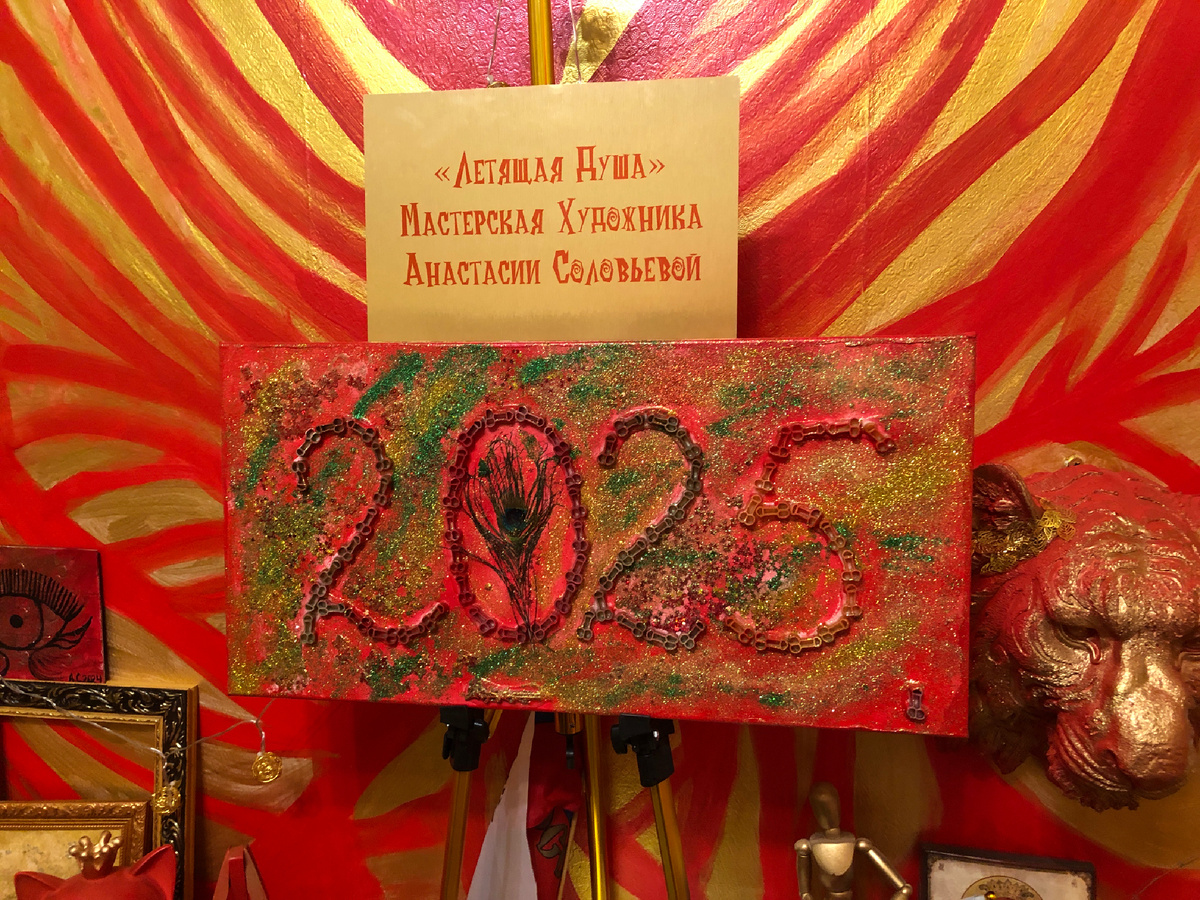 «Летящая Душа»
Мастерская Художника
Анастасии Соловьевой
2025